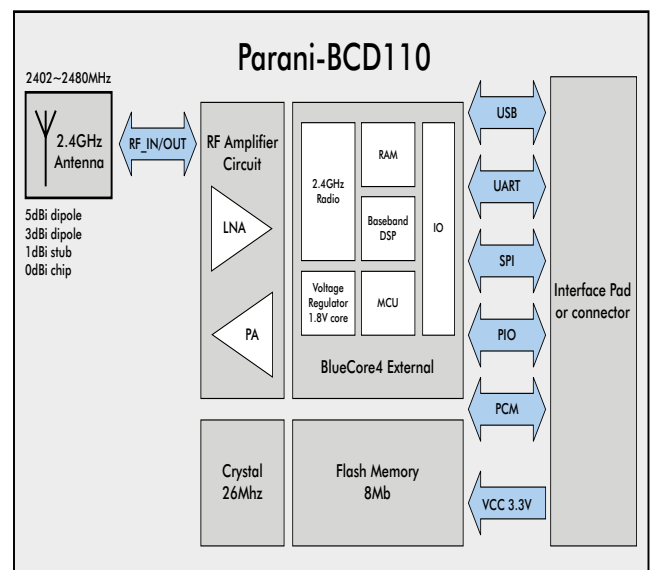 Parani-BCD110
2402~2480MHz
2.4GHz
Antenna
5dBi dipole
3dBi dipole
1dBi stub
0dBi chip
RF_IN/OUT
RF Amplifier
Circuit
LNA
PA
2.4GHz
Radio
RAM
Baseband
DSP
IO
Voltage
Regulator
1.8V core
MCU
BlueCore4 External
Crystal
26Mhz
Flash Memory
8Mb
USB
UART
SPI
PIO
PCM
VCC 3.3V
Interface Pad
or connector